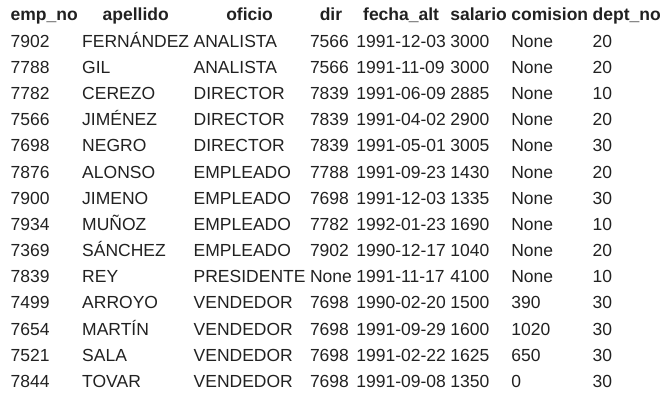 emp_no apellido oficio dir fecha_alt salario comision dept_no
7902 FERNÁNDEZ ANALISTA 7566 1991-12-03 3000 None 20
7788 GIL ANALISTA 7566 1991-11-09 3000 None 20
7782 CEREZO DIRECTOR 7839 1991-06-09 2885 None 10
7566 JIMÉNEZ DIRECTOR 7839 1991-04-02 2900 None 20
7698 NEGRO DIRECTOR 7839 1991-05-01 3005 None 30
7876 ALONSO EMPLEADO 7788 1991-09-23 1430 None 20
7900 JIMENO EMPLEADO 7698 1991-12-03 1335 None 30
7934 MUÑOZ EMPLEADO 7782 1992-01-23 1690 None 10
7369 SÁNCHEZ EMPLEADO 7902 1990-12-17 1040 None 20
7839 REY PRESIDENTE None 1991-11-17 4100 None 10
7499 ARROYO VENDEDOR 7698 1990-02-20 1500 390 30
7654 MARTÍN VENDEDOR 7698 1991-09-29 1600 1020 30
7521 SALA VENDEDOR 7698 1991-02-22 1625 650 30
7844 TOVAR VENDEDOR 7698 1991-09-08 1350 0 30